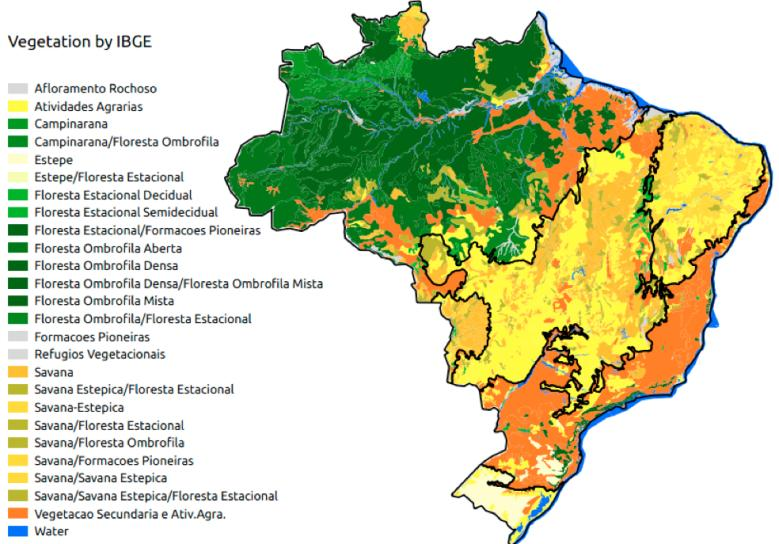 Vegetation by IBGE
Afloramento Rochoso
Atividades Agrarias
Campinarana
Campinarana/Floresta Ombrofila
Estepe
Estepe/Floresta Estacional
Floresta Estacional Decidual
Floresta Estacional Semidecidual
Floresta Estacional/Formacoes Pioneiras
Floresta Ombrofila Aberta
Floresta Ombrofila Densa
Floresta Ombrofila Densa/Floresta Ombrofila Mista
Floresta Ombrofila Mista
Floresta Ombrofila/Floresta Estacional
Formacoes Pioneiras
Refugios Vegetacionais
Savana
Savana Estepica/Floresta Estacional
Savana-Estepica
Savana/Floresta Estacional
Savana/Floresta Ombrofila
Savana/Formacoes Pioneiras
Savana/Savana Estepica
Savana/Savana Estepica/Floresta Estacional
Vegetacao Secundaria e Ativ.Agra.
Water